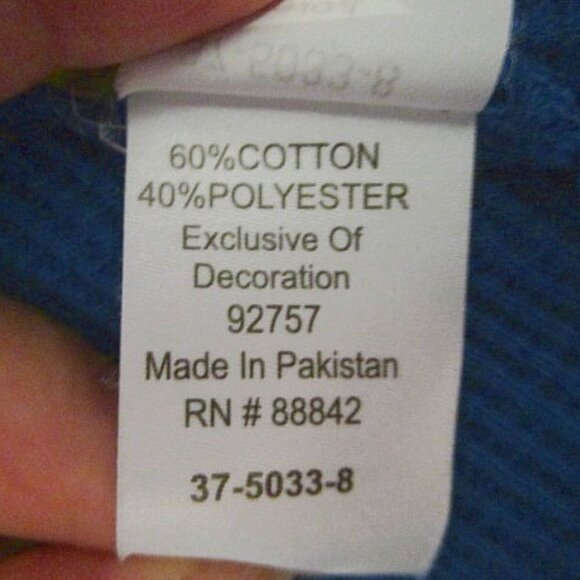 60%COTTON
40%POLYESTER
Exclusive Of
Decoration
92757
Made In Pakistan
RN # 88842
37-5033-8